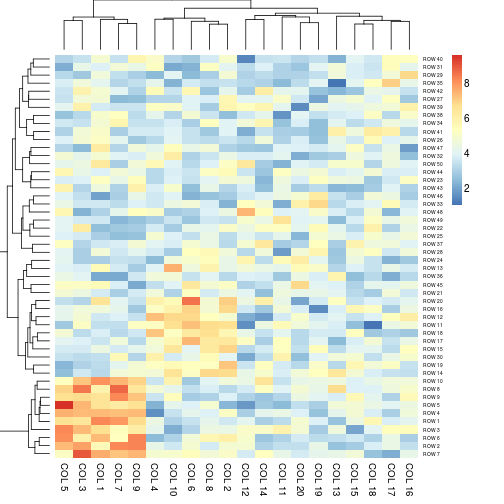 ROW 40
ROW 31
ROW 29
ROW 35
ROW 42
ROW 27
ROW 39
ROW 38
ROW 34
ROW 41
ROW 26
ROW 47
ROW 32
ROW 50
ROW 44
ROW 23
ROW 43
ROW 46
ROW 33
ROW 48
ROW 49
ROW 22
ROW 25
ROW 37
ROW 28
ROW 24
ROW 13
ROW 36
ROW 45
ROW 21
ROW 20
ROW 16
ROW 12
ROW 11
ROW 18
ROW 17
ROW 15
ROW 30
ROW 19
ROW 14
ROW 10
ROW 8
ROW 9
ROW 5
ROW 4
ROW 1
ROW 3
ROW 6
ROW 2
ROW 7
8
6
4
2
COL 5
COL 3
COL 1
COL 7
COL 9
COL 4
COL 10
COL 6
COL 8
COL 2
COL 12
COL 14
COL 11
COL 20
COL 19
COL 13
COL 15
COL 18
COL 17
COL 16